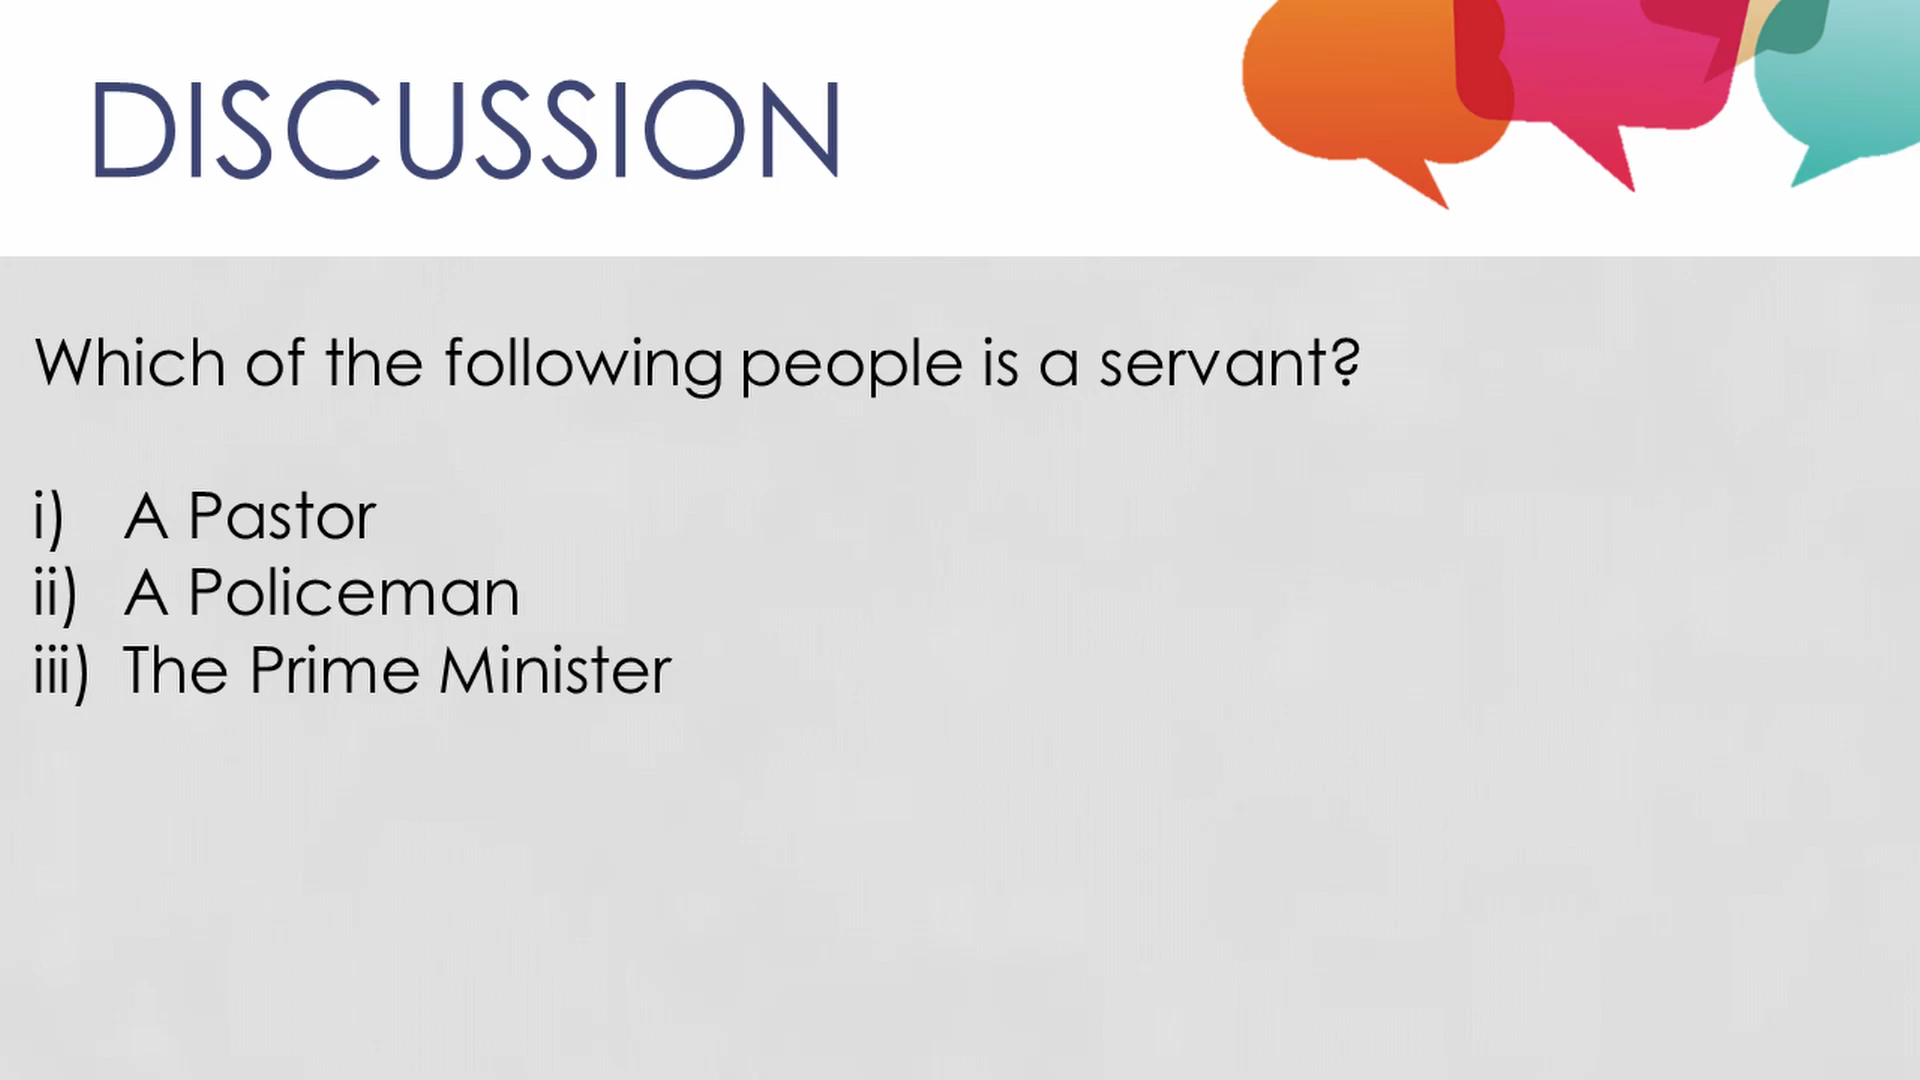 DISCUSSION
Which of the following people is a servant?
i) A Pastor
ii) A Policeman
iii) The Prime Minister